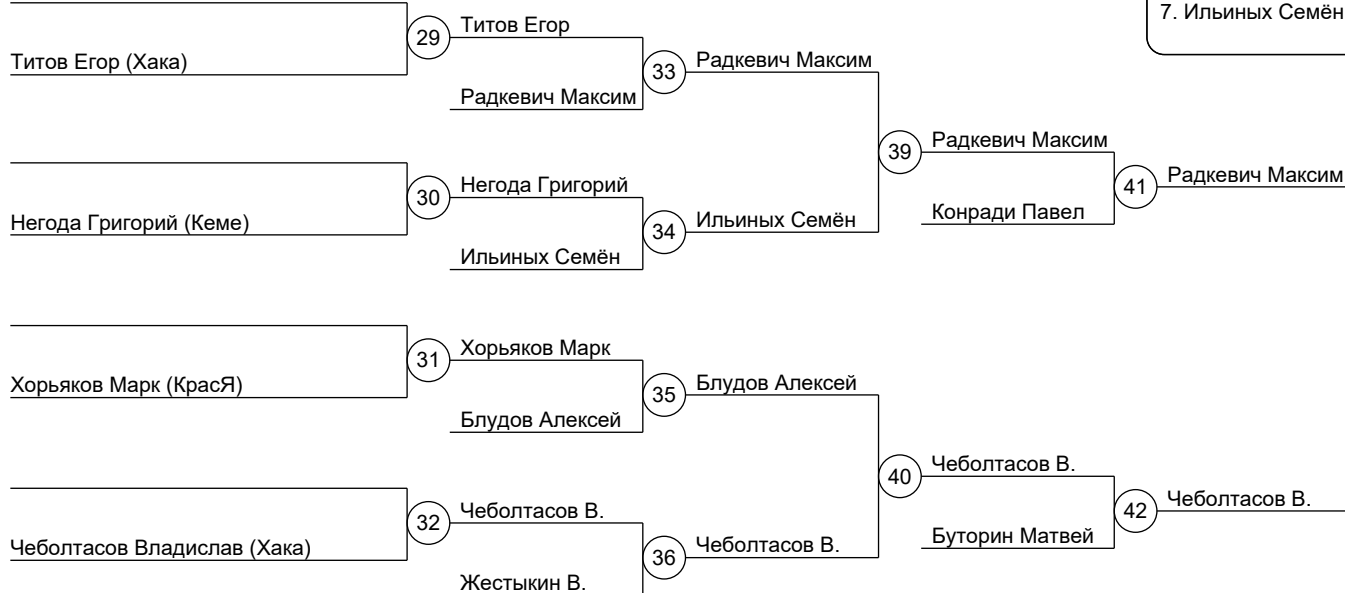 7. Ильиных Семён
Титов Егор (Хака)
29
Титов Егор
Радкевич Максим
33
Радкевич Максим
Негода Григорий (Кеме)
30
Негода Григорий
Ильиных Семён
34
Ильиных Семён
39
Радкевич Максим
Конради Павел
41
Радкевич Максим
Хорьяков Марк (КрасЯ)
31
Хорьяков Марк
Блудов Алексей
35
Блудов Алексей
Чеболтасов Владислав (Хака)
32
Чеболтасов В.
Жестыкин В.
36
Чеболтасов В.
40
Чеболтасов В.
Буторин Матвей
42
Чеболтасов В.